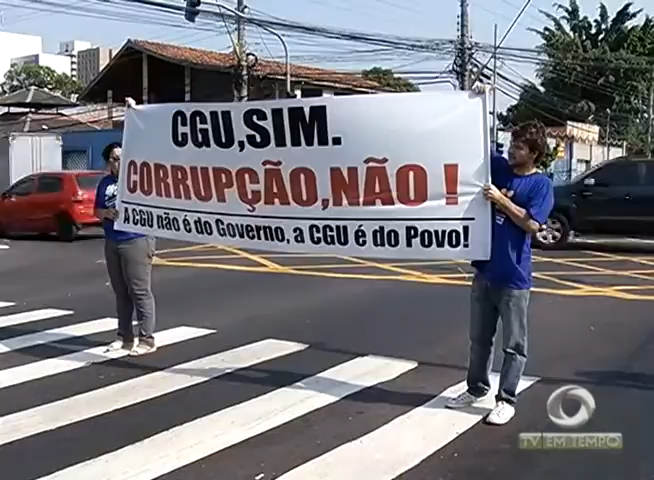 CGU,SIM.
CORRUPÇÃO,NÃO !
A CGU não é do Governo, a CGU é do Povo!
TV EM TEMPO